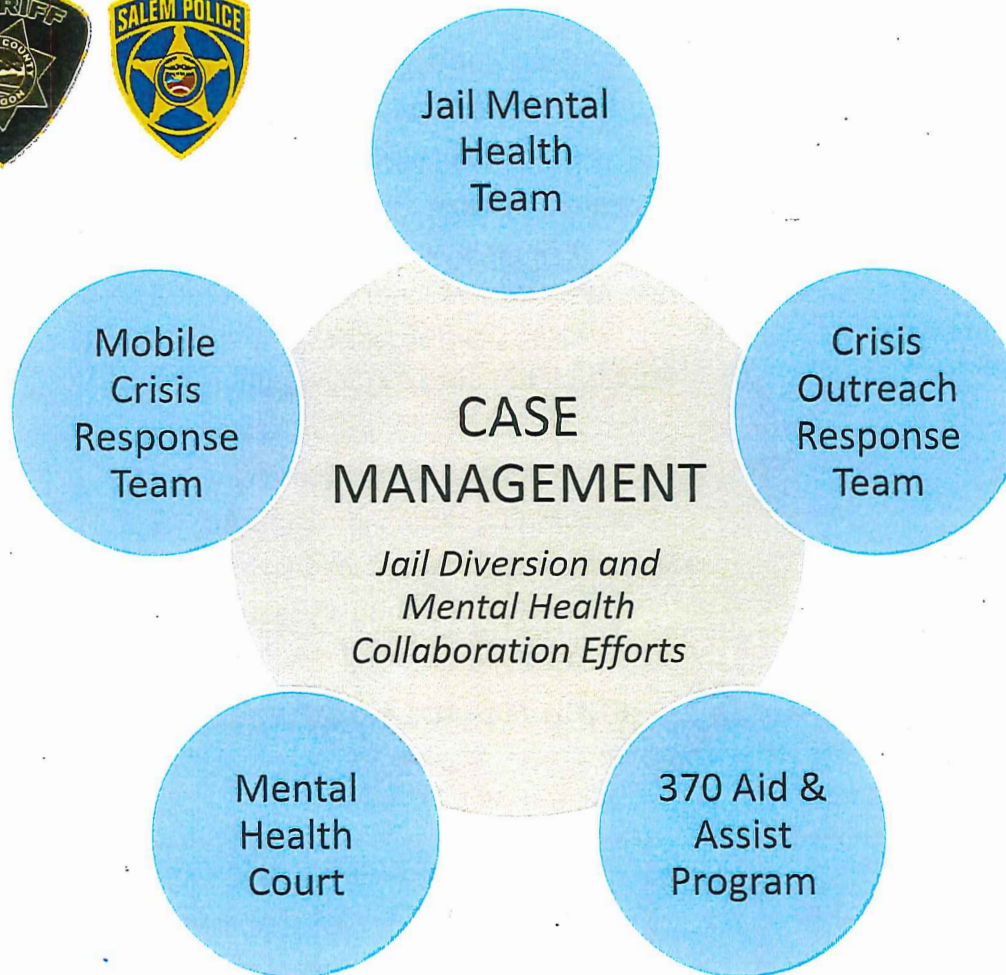 SALEM POLICE
COUNTY
Jail Mental
Health
Team
Mobile
Crisis
Response
Team
Crisis
Outreach
Response
Team
CASE
MANAGEMENT
Jail Diversion and
Mental Health
Collaboration Efforts
Mental
Health
Court
370 Aid &
Assist
Program